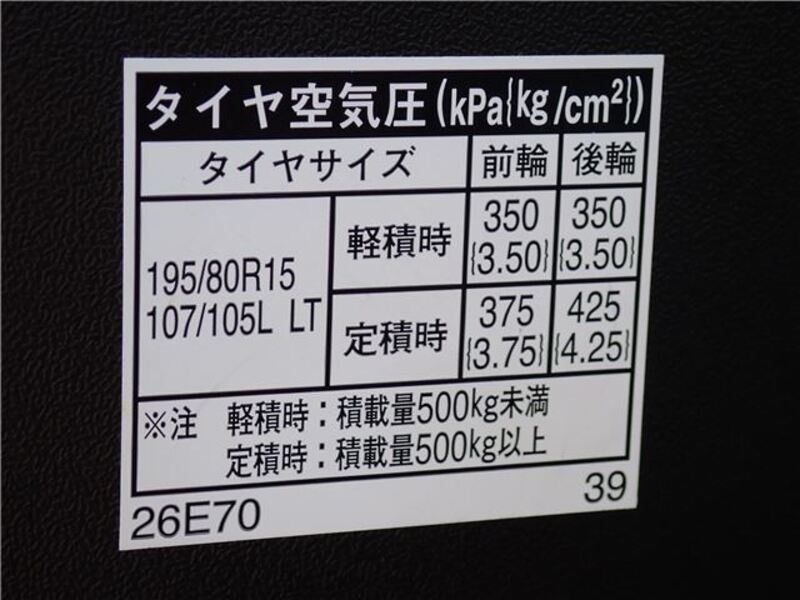 タイヤ空気圧(kPa{kg/cm²})
タイヤサイズ 前輪 後輪
195/80R15
107/105L LT
軽積時 350 350
{3.50} {3.50}
定積時 375 425
{3.75} {4.25}
※注 軽積時:積載量500kg未満
定積時:積載量500kg以上
26E70 39